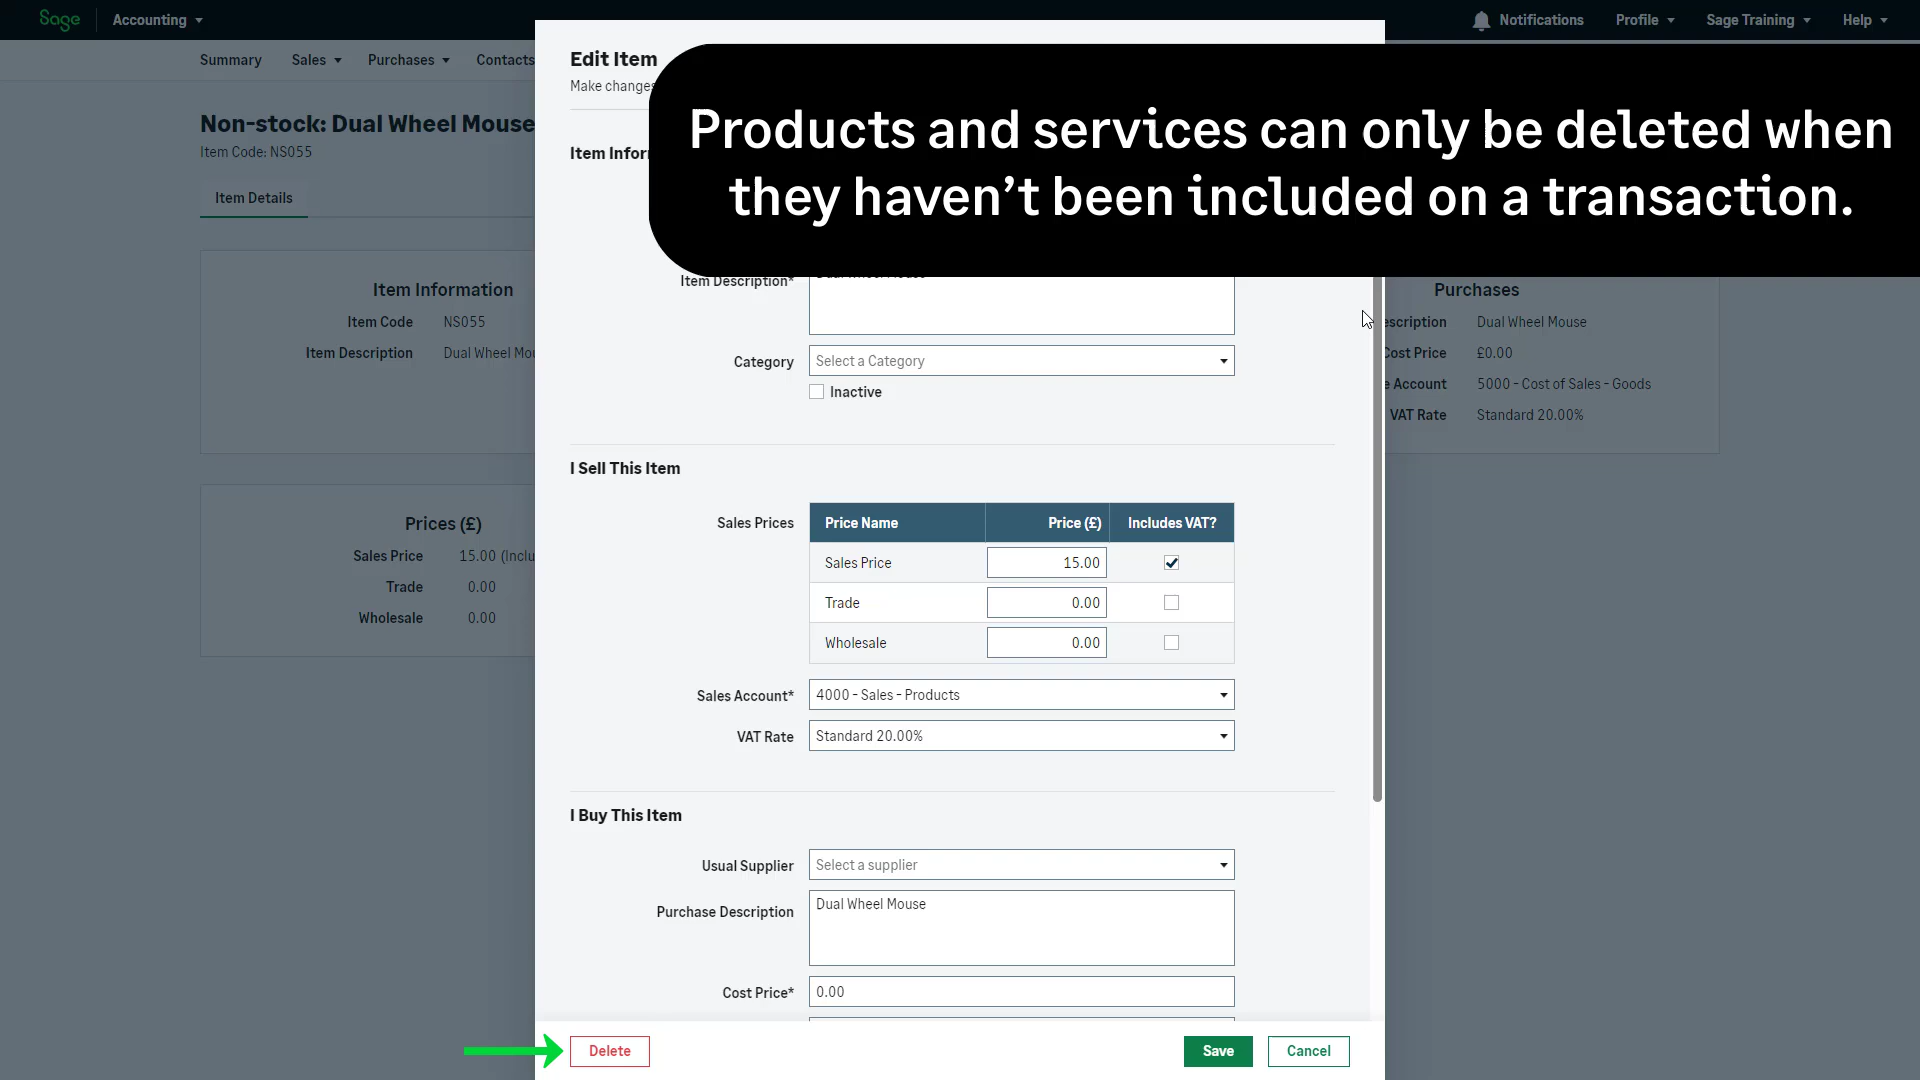 Sage
Accounting
Notifications
Profile
Sage Training
Help
Summary
Sales
Purchases
Contacts
Non-stock: Dual Wheel Mouse
Item Code: NS055
Item Details
Item Information
Item Code NS055
Item Description Dual Wheel
Prices (£)
Sales Price 15.00
Trade 0.00
Wholesale 0.00
Edit Item
Make changes
Item
Products and services can only be deleted when
they haven't been included on a transaction.
Item Description*
Category Select a Category
Inactive
I Sell This Item
Sales Prices
Price Name Price (£) Includes VAT?
Sales Price 15.00
Trade 0.00
Wholesale 0.00
Sales Account* 4000 - Sales - Products
VAT Rate Standard 20.00%
I Buy This Item
Usual Supplier Select a supplier
Purchase Description Dual Wheel Mouse
Cost Price* 0.00
Delete
Save
Cancel
Purchases
Dual Wheel Mouse
Cost Price £0.00
Account 5000 - Cost of Sales - Goods
VAT Rate Standard 20.00%